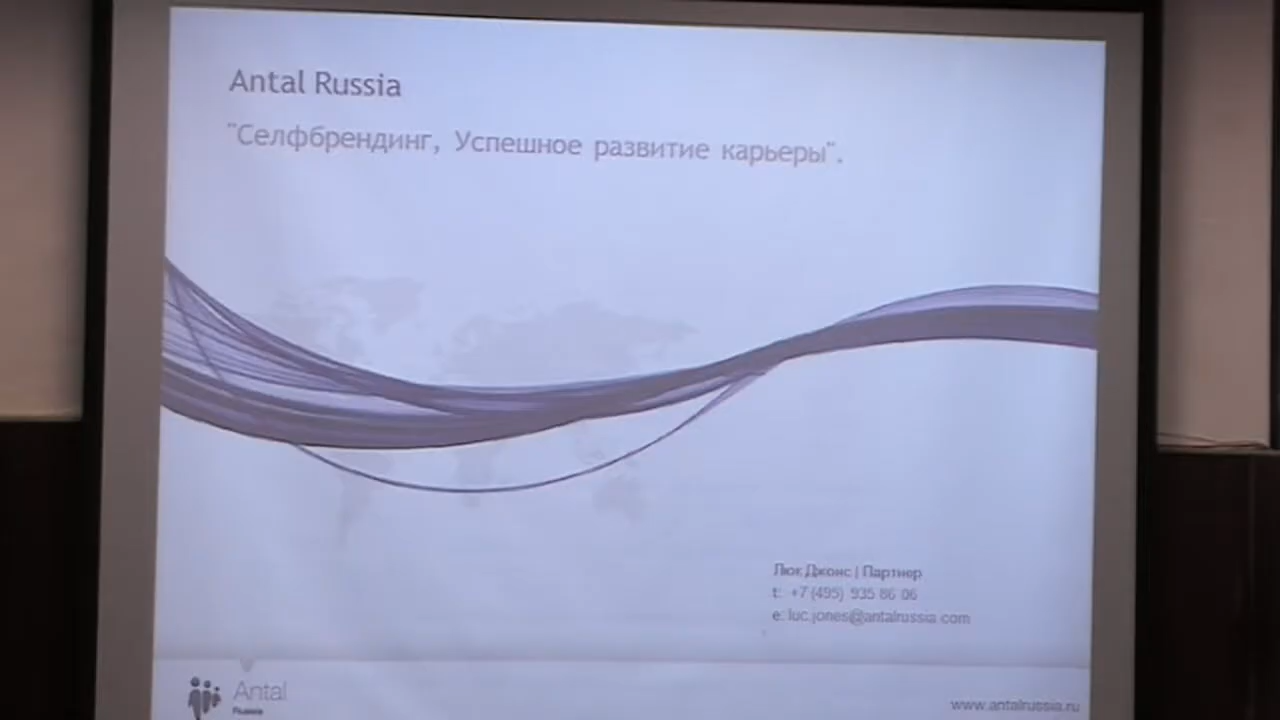 Antal Russia
"Селфбрендинг, Успешное развитие карьеры".
Люк Джонс | Партнер
t: +7 (495) 935 86 06
e: luc.jones@antalrussia.com
Antal
Russia
www.antalrussia.ru